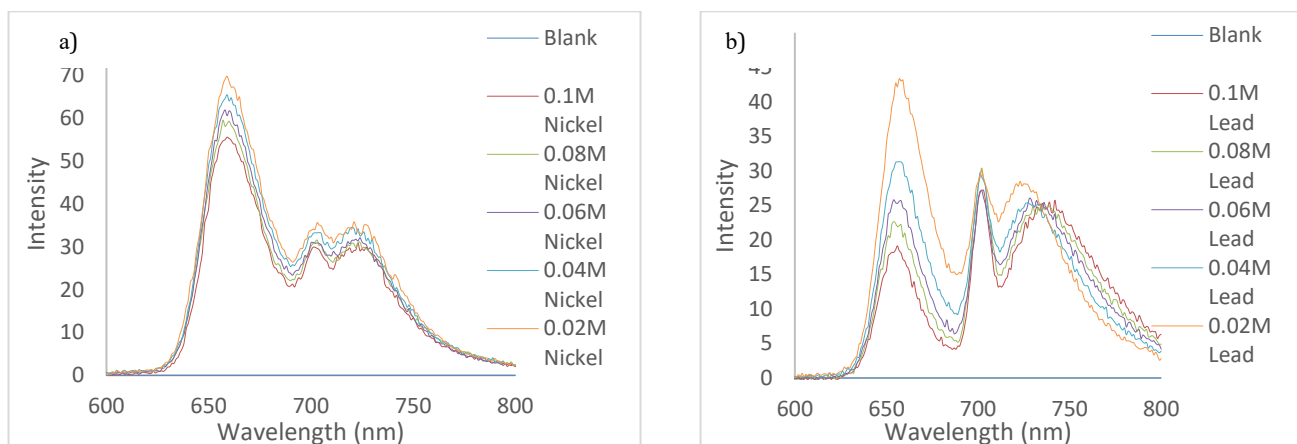 a)
Intensity
70
60
50
40
30
20
10
0
600 650 700 750 800
Wavelength (nm)
Blank
0.1M
Nickel
0.08M
Nickel
0.06M
Nickel
0.04M
Nickel
0.02M
Nickel
b)
Intensity
45
40
35
30
25
20
15
10
5
0
600 650 700 750 800
Wavelength (nm)
Blank
0.1M
Lead
0.08M
Lead
0.06M
Lead
0.04M
Lead
0.02M
Lead